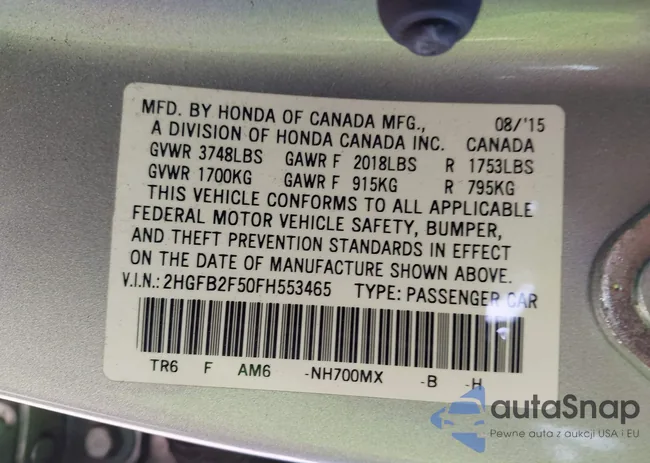 MFD. BY HONDA OF CANADA MFG., 08/'15
A DIVISION OF HONDA CANADA INC. CANADA
GVWR 3748LBS GAWR F 2018LBS R 1753LBS
GVWR 1700KG GAWR F 915KG R 795KG
THIS VEHICLE CONFORMS TO ALL APPLICABLE
FEDERAL MOTOR VEHICLE SAFETY, BUMPER,
AND THEFT PREVENTION STANDARDS IN EFFECT
ON THE DATE OF MANUFACTURE SHOWN ABOVE.
V.I.N.: 2HGFB2F50FH553465 TYPE: PASSENGER CAR
TR6 F AM6 -NH700MX -B -H
autaSnap
Pewne auta z aukcji USA i EU